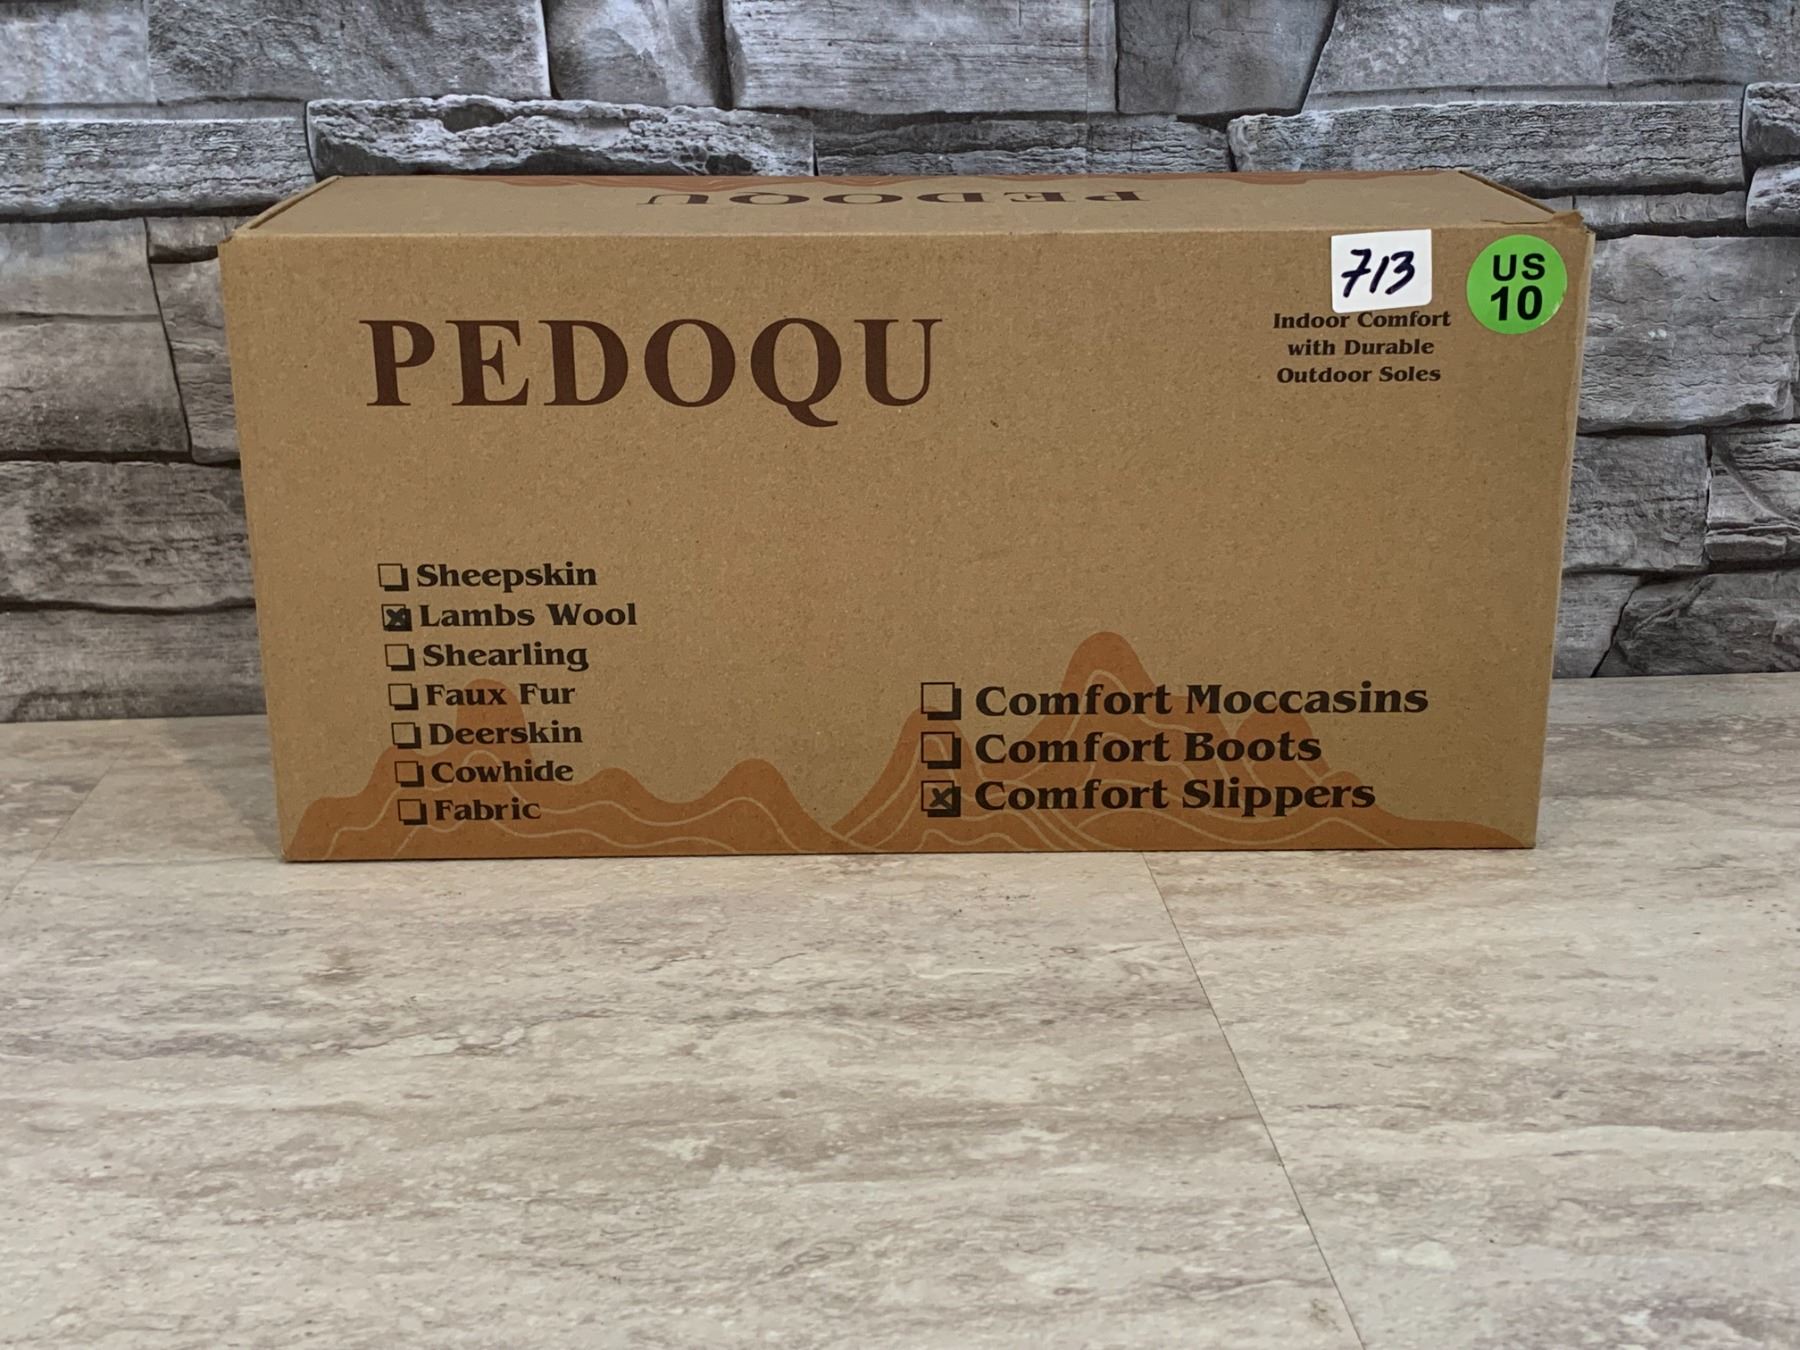 PEDOQU
713
US
10
PEDOQU
Indoor Comfort
with Durable
Outdoor Soles
Sheepskin
Lambs Wool
Shearling
Faux Fur
Deerskin
Cowhide
Fabric
Comfort Moccasins
Comfort Boots
Comfort Slippers